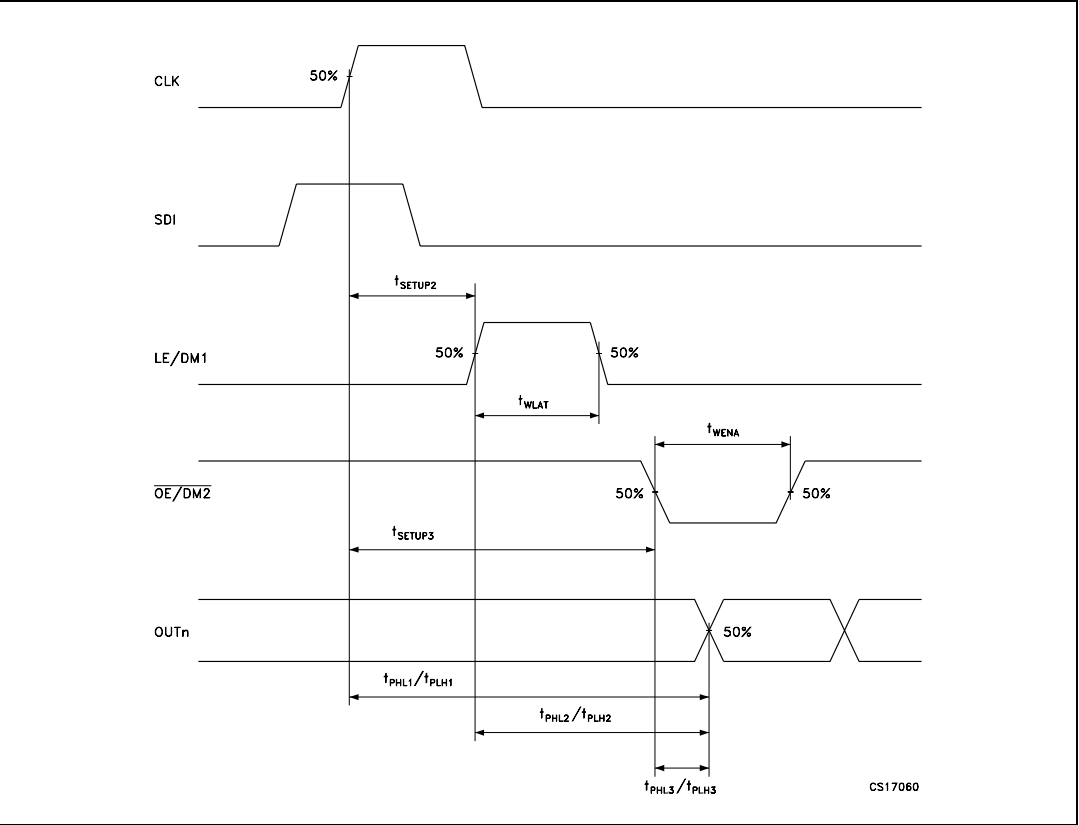 50%
CLK
SDI
tSETUP2
50%
50%
LE/DM1
tWLAT
tWENA
OE/DM2
50%
50%
tSETUP3
OUTn
50%
tPHL1/tPLH1
tPHL2/tPLH2
tPHL3/tPLH3
CS17060